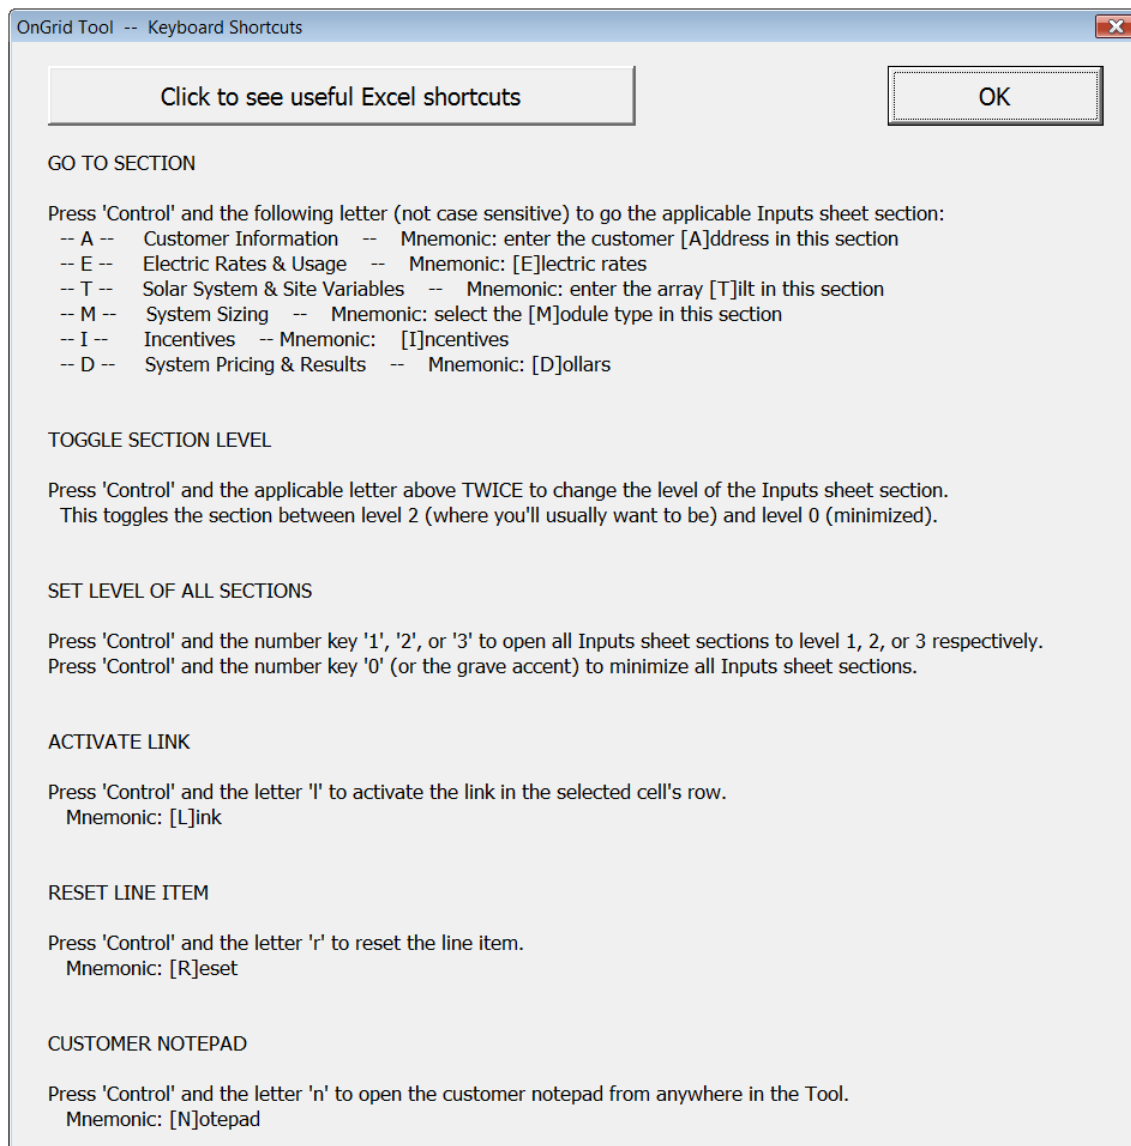 OnGrid Tool -- Keyboard Shortcuts
Click to see useful Excel shortcuts
OK
GO TO SECTION
Press 'Control' and the following letter (not case sensitive) to go the applicable Inputs sheet section:
-- A -- Customer Information -- Mnemonic: enter the customer [A]ddress in this section
-- E -- Electric Rates & Usage -- Mnemonic: [E]lectric rates
-- T -- Solar System & Site Variables -- Mnemonic: enter the array [T]ilt in this section
-- M -- System Sizing -- Mnemonic: select the [M]odule type in this section
-- I -- Incentives -- Mnemonic: [I]ncentives
-- D -- System Pricing & Results -- Mnemonic: [D]ollars
TOGGLE SECTION LEVEL
Press 'Control' and the applicable letter above TWICE to change the level of the Inputs sheet section.
This toggles the section between level 2 (where you'll usually want to be) and level 0 (minimized).
SET LEVEL OF ALL SECTIONS
Press 'Control' and the number key '1', '2', or '3' to open all Inputs sheet sections to level 1, 2, or 3 respectively.
Press 'Control' and the number key '0' (or the grave accent) to minimize all Inputs sheet sections.
ACTIVATE LINK
Press 'Control' and the letter 'l' to activate the link in the selected cell's row.
Mnemonic: [L]ink
RESET LINE ITEM
Press 'Control' and the letter 'r' to reset the line item.
Mnemonic: [R]eset
CUSTOMER NOTEPAD
Press 'Control' and the letter 'n' to open the customer notepad from anywhere in the Tool.
Mnemonic: [N]otepad